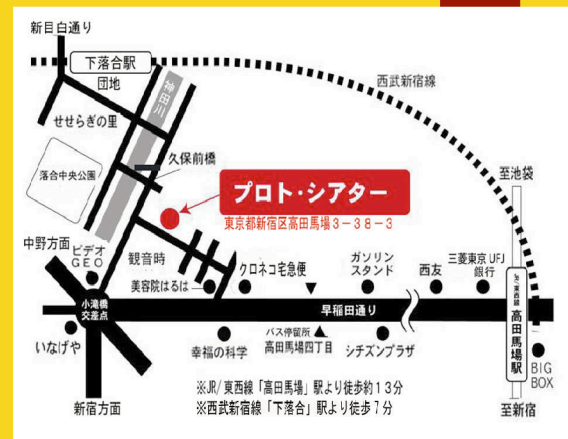 新目白通り
下落合駅
団地
西武新宿線
神田川
せせらぎの里
久保前橋
落合中央公園
至池袋
プロト・シアター
東京都新宿区高田馬場3-38-3
中野方面
ビデオ
GEO
観音時
クロネコ宅急便
ガソリン
スタンド
西友
三菱東京UFJ
銀行
美容院はるは
小滝橋
交差点
早稲田通り
JR/東西線
高田馬場駅
いなげや
幸福の科学
バス停留所
高田馬場四丁目
シチズンプラザ
BIG
BOX
新宿方面
※JR/東西線「高田馬場」駅より徒歩約13分
※西武新宿線「下落合」駅より徒歩7分
至新宿